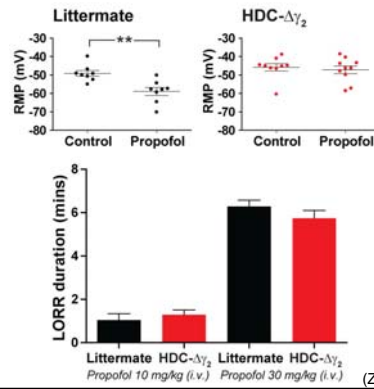 Littermate
HDC-Δγ₂
-30
-40
-50
-60
-70
-80
RMP (mV)
**
Control
Propofol
-30
-40
-50
-60
-70
-80
RMP (mV)
Control
Propofol
LORR duration (mins)
8
6
4
2
0
Littermate HDC-Δγ₂ Littermate HDC-Δγ₂
Propofol 10 mg/kg (i.v.) Propofol 30 mg/kg (i.v.)
(Z